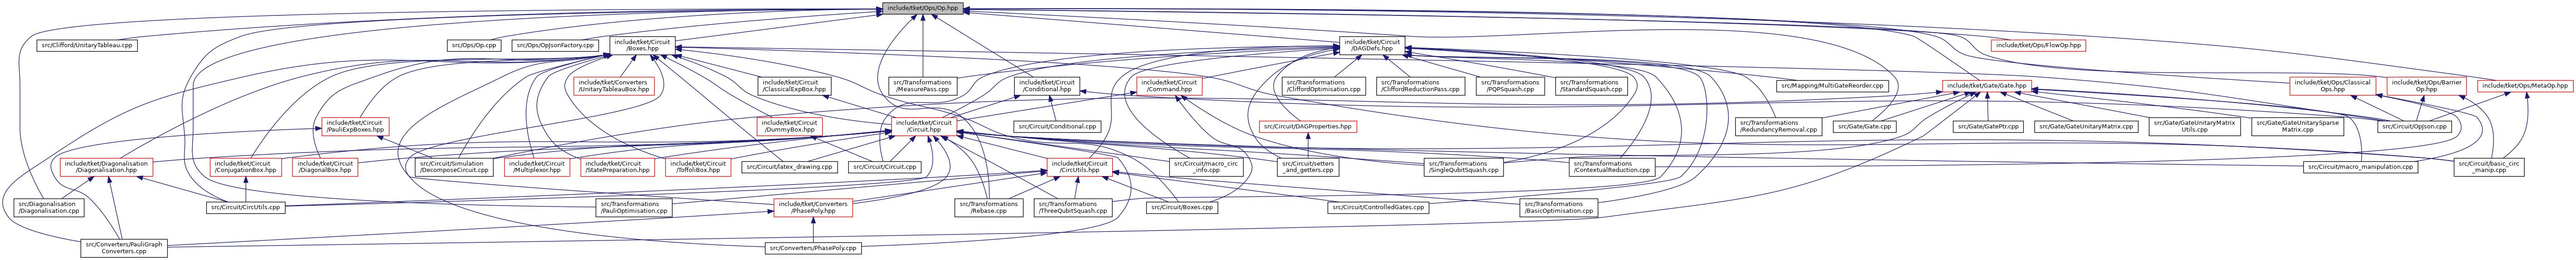 include/tket/Ops/Op.hpp
src/Clifford/UnitaryTableau.cpp
src/Ops/Op.cpp
src/Ops/OpJsonFactory.cpp
include/tket/Circuit
/Boxes.hpp
include/tket/Circuit
/DAGDefs.hpp
include/tket/Ops/FlowOp.hpp
include/tket/Converters
/UnitaryTableauBox.hpp
include/tket/Circuit
/ClassicalExpBox.hpp
src/Transformations
/MeasurePass.cpp
include/tket/Circuit
/Conditional.hpp
include/tket/Circuit
/Command.hpp
src/Transformations
/CliffordOptimisation.cpp
src/Transformations
/CliffordReductionPass.cpp
src/Transformations
/PQPSquash.cpp
src/Transformations
/StandardSquash.cpp
src/Mapping/MultiGateReorder.cpp
include/tket/Gate/Gate.hpp
include/tket/Ops/Classical
Ops.hpp
include/tket/Ops/Barrier
Op.hpp
include/tket/Ops/MetaOp.hpp
include/tket/Circuit
/PauliExpBoxes.hpp
include/tket/Circuit
/DummyBox.hpp
include/tket/Circuit
/Circuit.hpp
src/Circuit/Conditional.cpp
src/Circuit/DAGProperties.hpp
src/Transformations
/RedundancyRemoval.cpp
src/Gate/Gate.cpp
src/Gate/GatePtr.cpp
src/Gate/GateUnitaryMatrix.cpp
src/Gate/GateUnitaryMatrix
Utils.cpp
src/Gate/GateUnitarySparse
Matrix.cpp
src/Circuit/OpJson.cpp
include/tket/Diagonalisation
/Diagonalisation.hpp
include/tket/Circuit
/ConjugationBox.hpp
include/tket/Circuit
/DiagonalBox.hpp
src/Circuit/Simulation
/DecomposeCircuit.cpp
include/tket/Circuit
/Multiplexor.hpp
include/tket/Circuit
/StatePreparation.hpp
include/tket/Circuit
/ToffoliBox.hpp
src/Circuit/latex_drawing.cpp
src/Circuit/Circuit.cpp
include/tket/Circuit
/CircUtils.hpp
src/Circuit/macro_circ
_info.cpp
src/Circuit/setters
_and_getters.cpp
src/Transformations
/SingleQubitSquash.cpp
src/Transformations
/ContextualReduction.cpp
src/Circuit/macro_manipulation.cpp
src/Circuit/basic_circ
_manip.cpp
src/Diagonalisation
/Diagonalisation.cpp
src/Circuit/CircUtils.cpp
src/Transformations
/PauliOptimisation.cpp
include/tket/Converters
/PhasePoly.hpp
src/Transformations
/Rebase.cpp
src/Transformations
/ThreeQubitSquash.cpp
src/Circuit/Boxes.cpp
src/Circuit/ControlledGates.cpp
src/Transformations
/BasicOptimisation.cpp
src/Converters/PauliGraph
Converters.cpp
src/Converters/PhasePoly.cpp